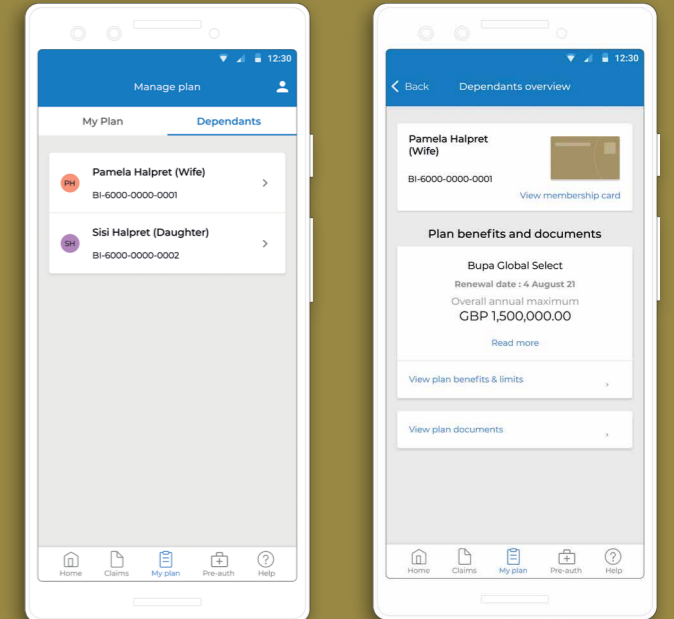 12:30
Manage plan
My Plan
Dependants
PH
Pamela Halpret (Wife)
BI-6000-0000-0001
SH
Sisi Halpret (Daughter)
BI-6000-0000-0002
Home
Claims
My plan
Pre-auth
Help
12:30
Back
Dependants overview
Pamela Halpret
(Wife)
BI-6000-0000-0001
View membership card
Plan benefits and documents
Bupa Global Select
Renewal date : 4 August 21
Overall annual maximum
GBP 1,500,000.00
Read more
View plan benefits & limits
View plan documents
Home
Claims
My plan
Pre-auth
Help